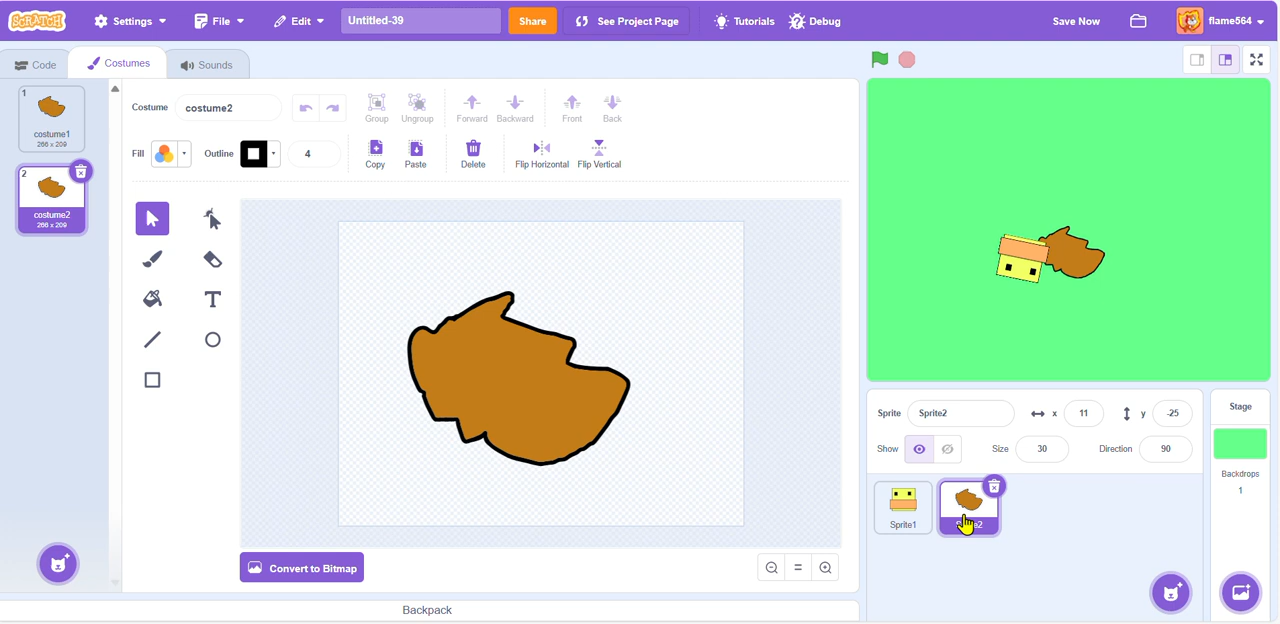 SCRATCH Settings File Edit Untitled-39 Share See Project Page Tutorials Debug Save Now flame564
Code Costumes Sounds
1
costume1
266 x 209
2
costume2
266 x 209
Costume costume2 Group Ungroup Forward Backward Front Back
Fill Outline 4 Copy Paste Delete Flip Horizontal Flip Vertical
T
Convert to Bitmap
Backpack
Sprite Sprite2 x 11 y -25
Show Size 30 Direction 90
Sprite1
Stage
Backdrops
1